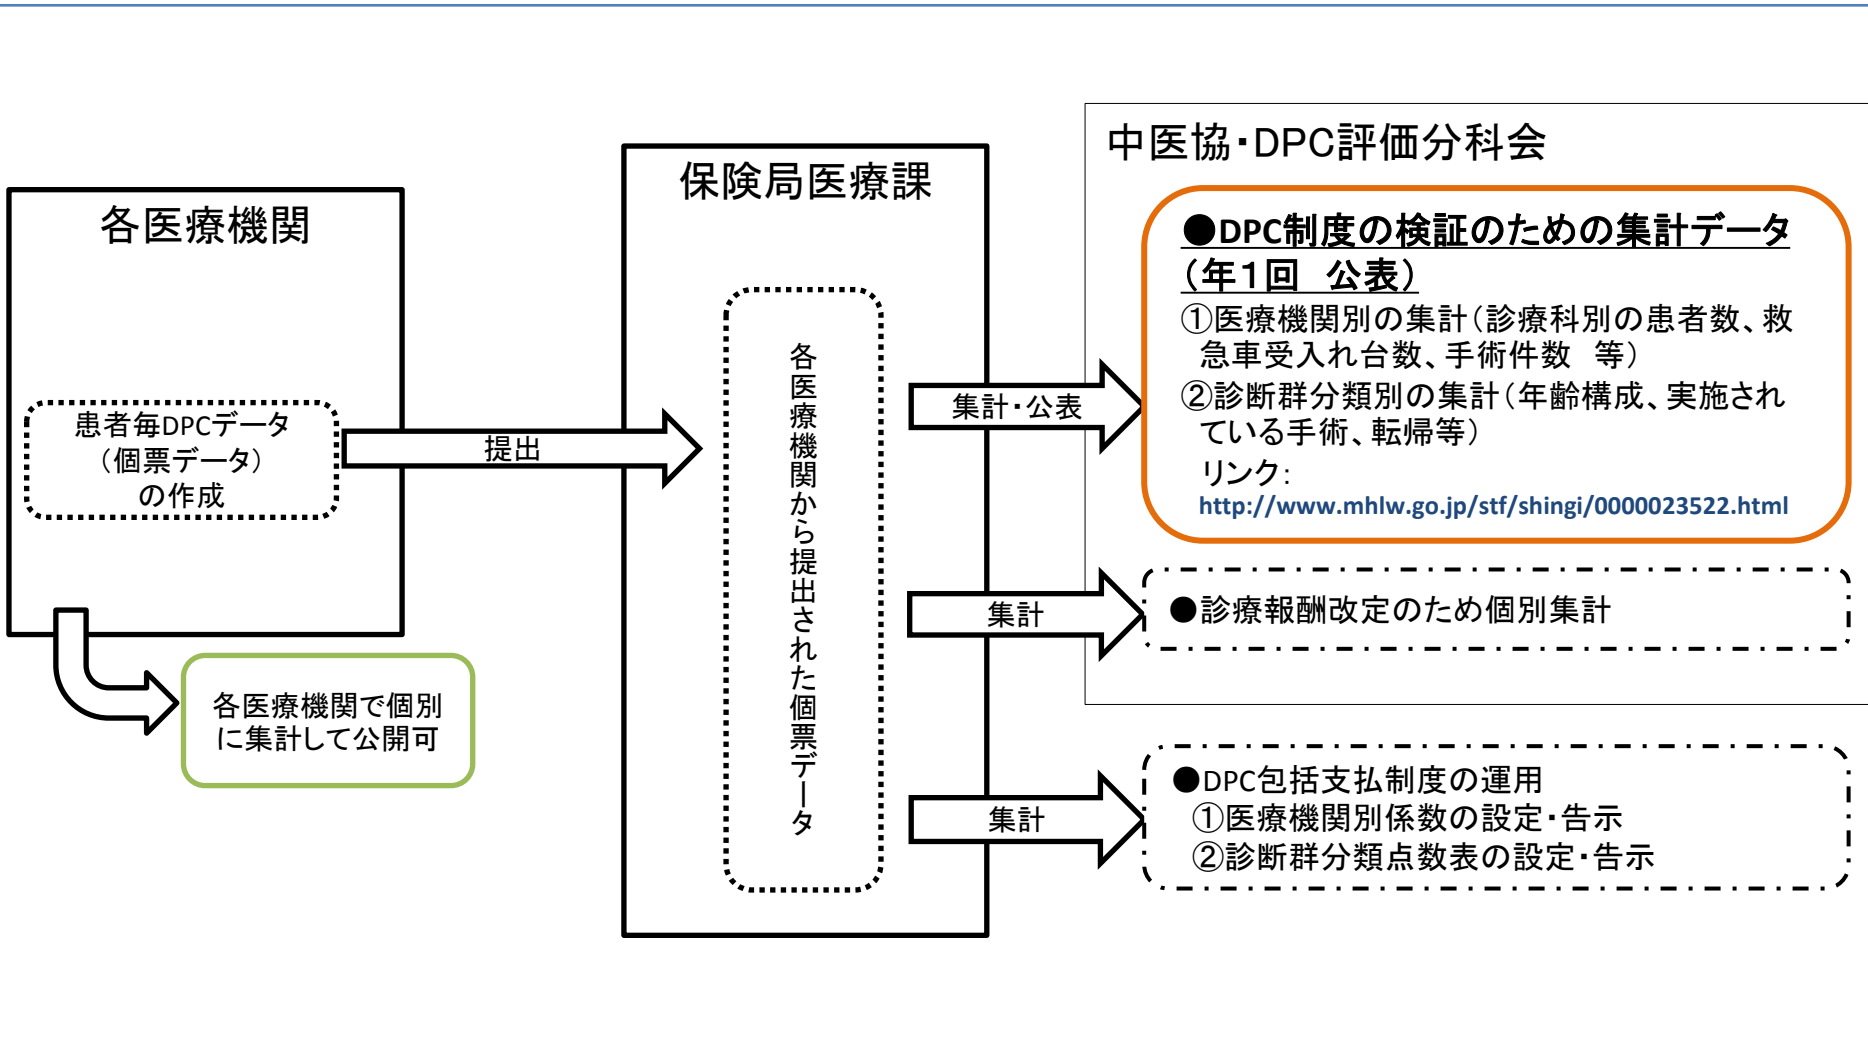 各医療機関
患者毎DPCデータ
（個票データ）
の作成
提出
各医療機関で個別
に集計して公開可
保険局医療課
各医療機関から提出された個票データ
集計・公表
集計
集計
中医協・DPC評価分科会
●DPC制度の検証のための集計データ
（年１回　公表）
①医療機関別の集計（診療科別の患者数、救
急車受入れ台数、手術件数　等）
②診断群分類別の集計（年齢構成、実施され
ている手術、転帰等）
リンク：
http://www.mhlw.go.jp/stf/shingi/0000023522.html
●診療報酬改定のため個別集計
●DPC包括支払制度の運用
①医療機関別係数の設定・告示
②診断群分類点数表の設定・告示